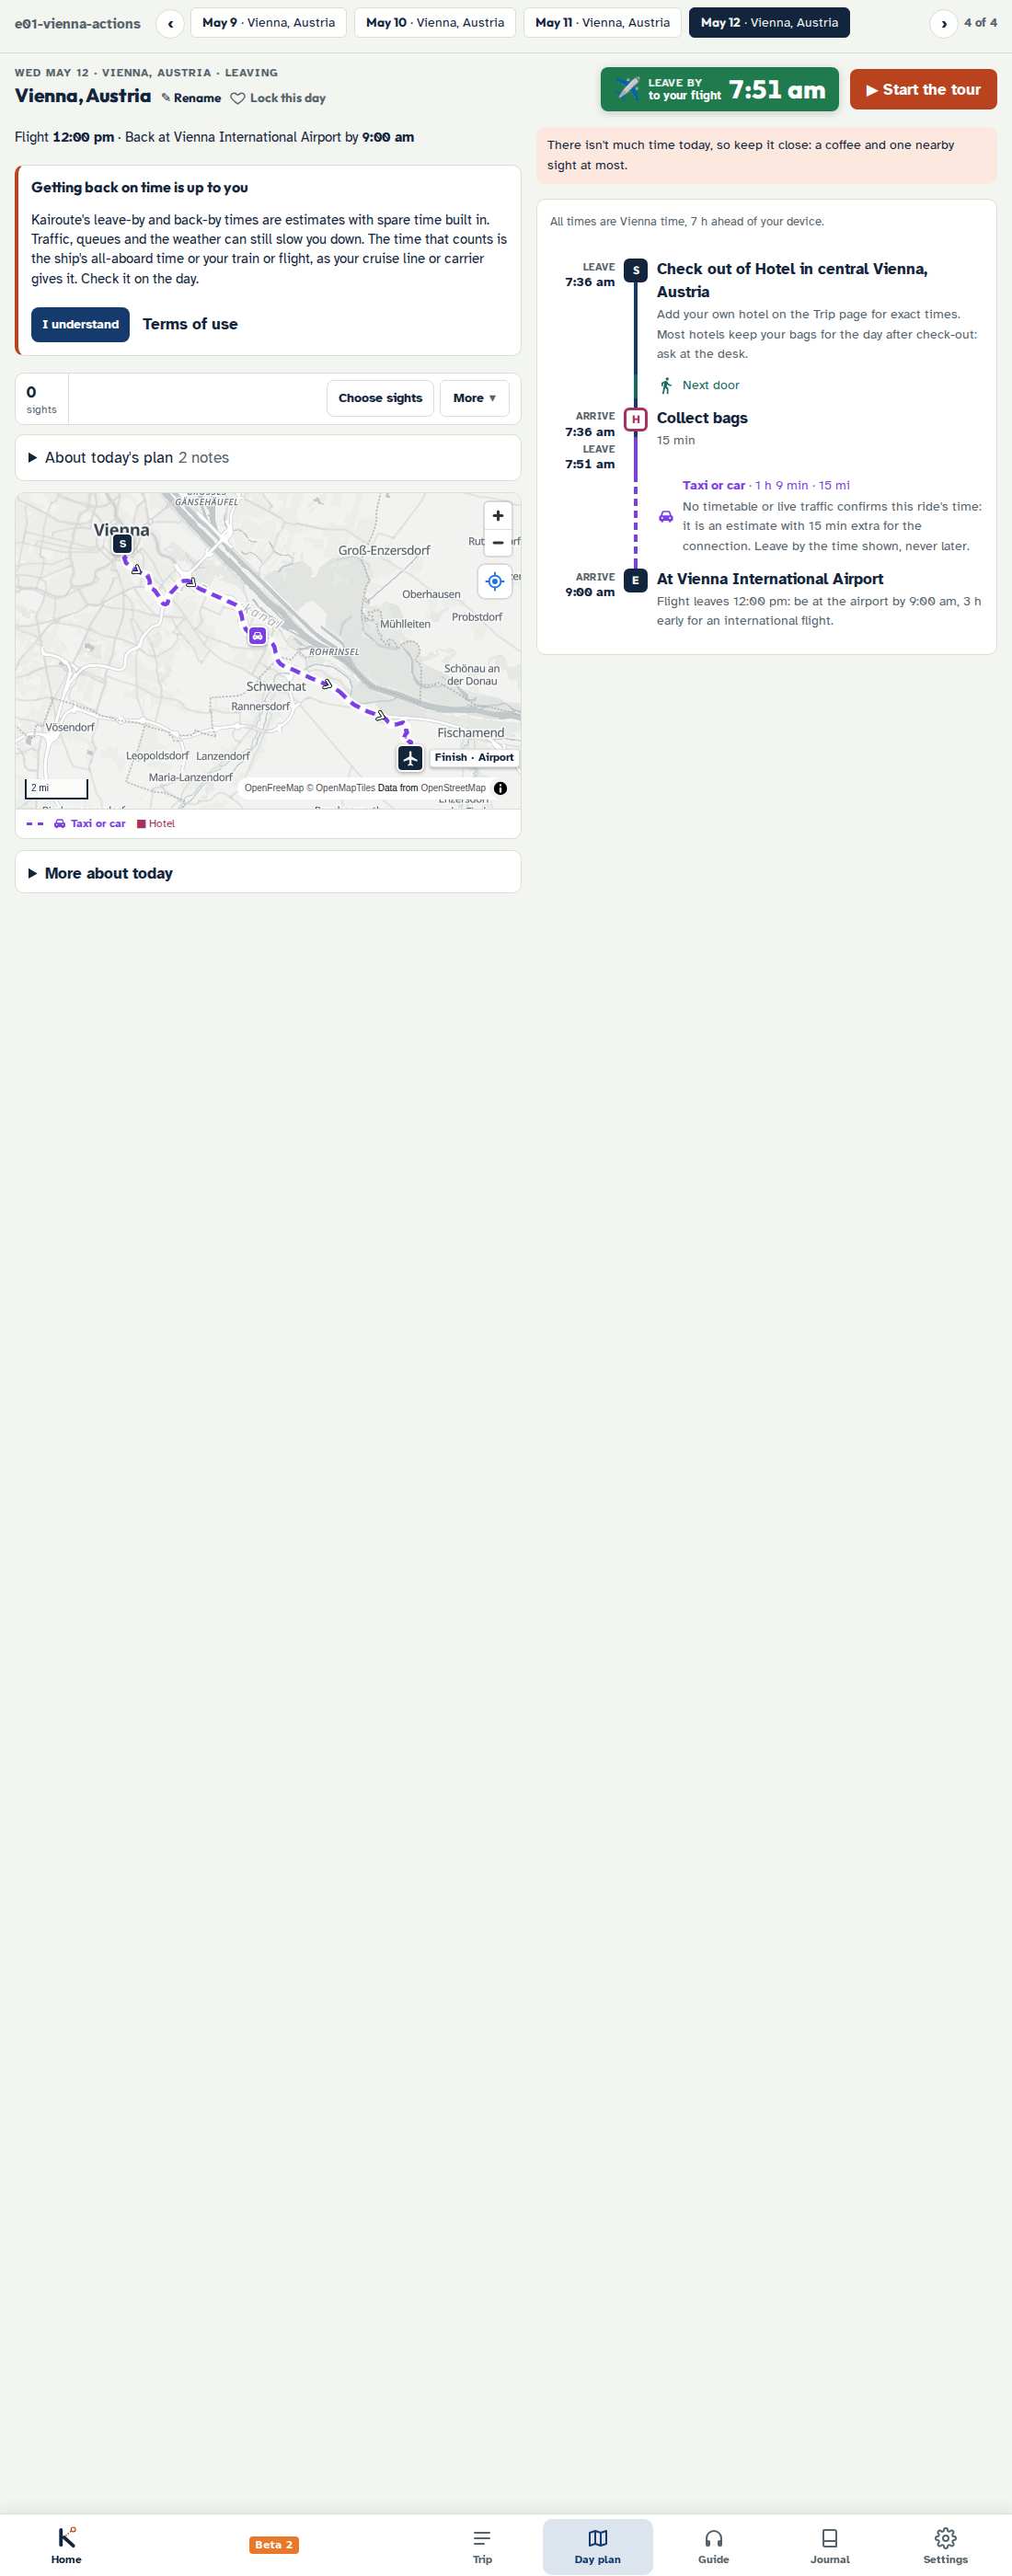 e01-vienna-actions
‹
May 9 · Vienna, Austria
May 10 · Vienna, Austria
May 11 · Vienna, Austria
May 12 · Vienna, Austria
›
4 of 4
WED MAY 12 · VIENNA, AUSTRIA · LEAVING
Vienna, Austria
✎ Rename
Lock this day
LEAVE BY
to your flight
7:51 am
▶ Start the tour
Flight 12:00 pm · Back at Vienna International Airport by 9:00 am
Getting back on time is up to you
Kairoute's leave-by and back-by times are estimates with spare time built in.
Traffic, queues and the weather can still slow you down. The time that counts is
the ship's all-aboard time or your train or flight, as your cruise line or carrier
gives it. Check it on the day.
I understand
Terms of use
0
sights
Choose sights
More ▼
▶ About today's plan 2 notes
GÄNSEHÄUFEL
Vienna
S
Groß-Enzersdorf
Oberhausen
Probstdorf
Mühlleiten
kanal
ROHRINSEL
Schönau an
der Donau
Schwechat
Rannersdorf
Vösendorf
Fischamend
Leopoldsdorf
Lanzendorf
Maria-Lanzendorf
Finish · Airport
+
−
2 mi
OpenFreeMap © OpenMapTiles Data from OpenStreetMap
Taxi or car
Hotel
▶ More about today
There isn't much time today, so keep it close: a coffee and one nearby
sight at most.
All times are Vienna time, 7 h ahead of your device.
LEAVE
7:36 am
S
Check out of Hotel in central Vienna,
Austria
Add your own hotel on the Trip page for exact times.
Most hotels keep your bags for the day after check-out:
ask at the desk.
Next door
ARRIVE
7:36 am
LEAVE
7:51 am
H
Collect bags
15 min
Taxi or car · 1 h 9 min · 15 mi
No timetable or live traffic confirms this ride's time:
it is an estimate with 15 min extra for the
connection. Leave by the time shown, never later.
ARRIVE
9:00 am
E
At Vienna International Airport
Flight leaves 12:00 pm: be at the airport by 9:00 am, 3 h
early for an international flight.
Home
Beta 2
Trip
Day plan
Guide
Journal
Settings